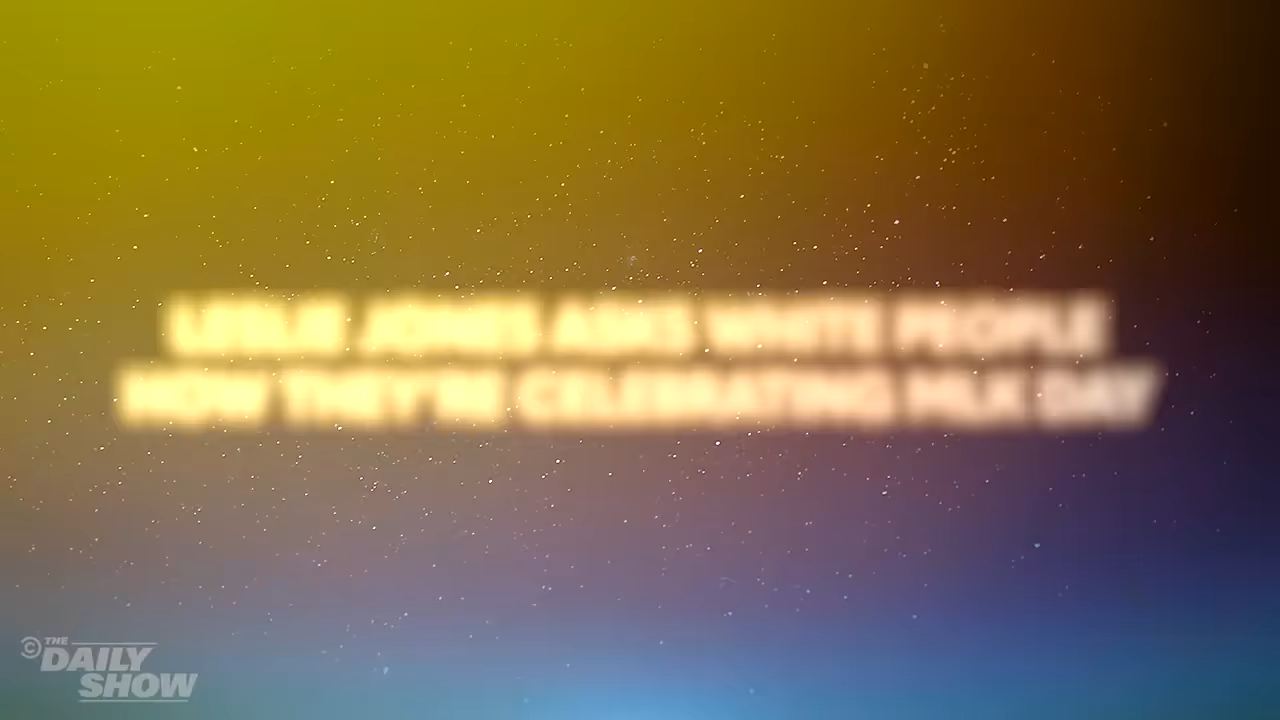 LESLIE JONES ASKS WHITE PEOPLE
HOW THEY'RE CELEBRATING MLK DAY
THE
DAILY
SHOW